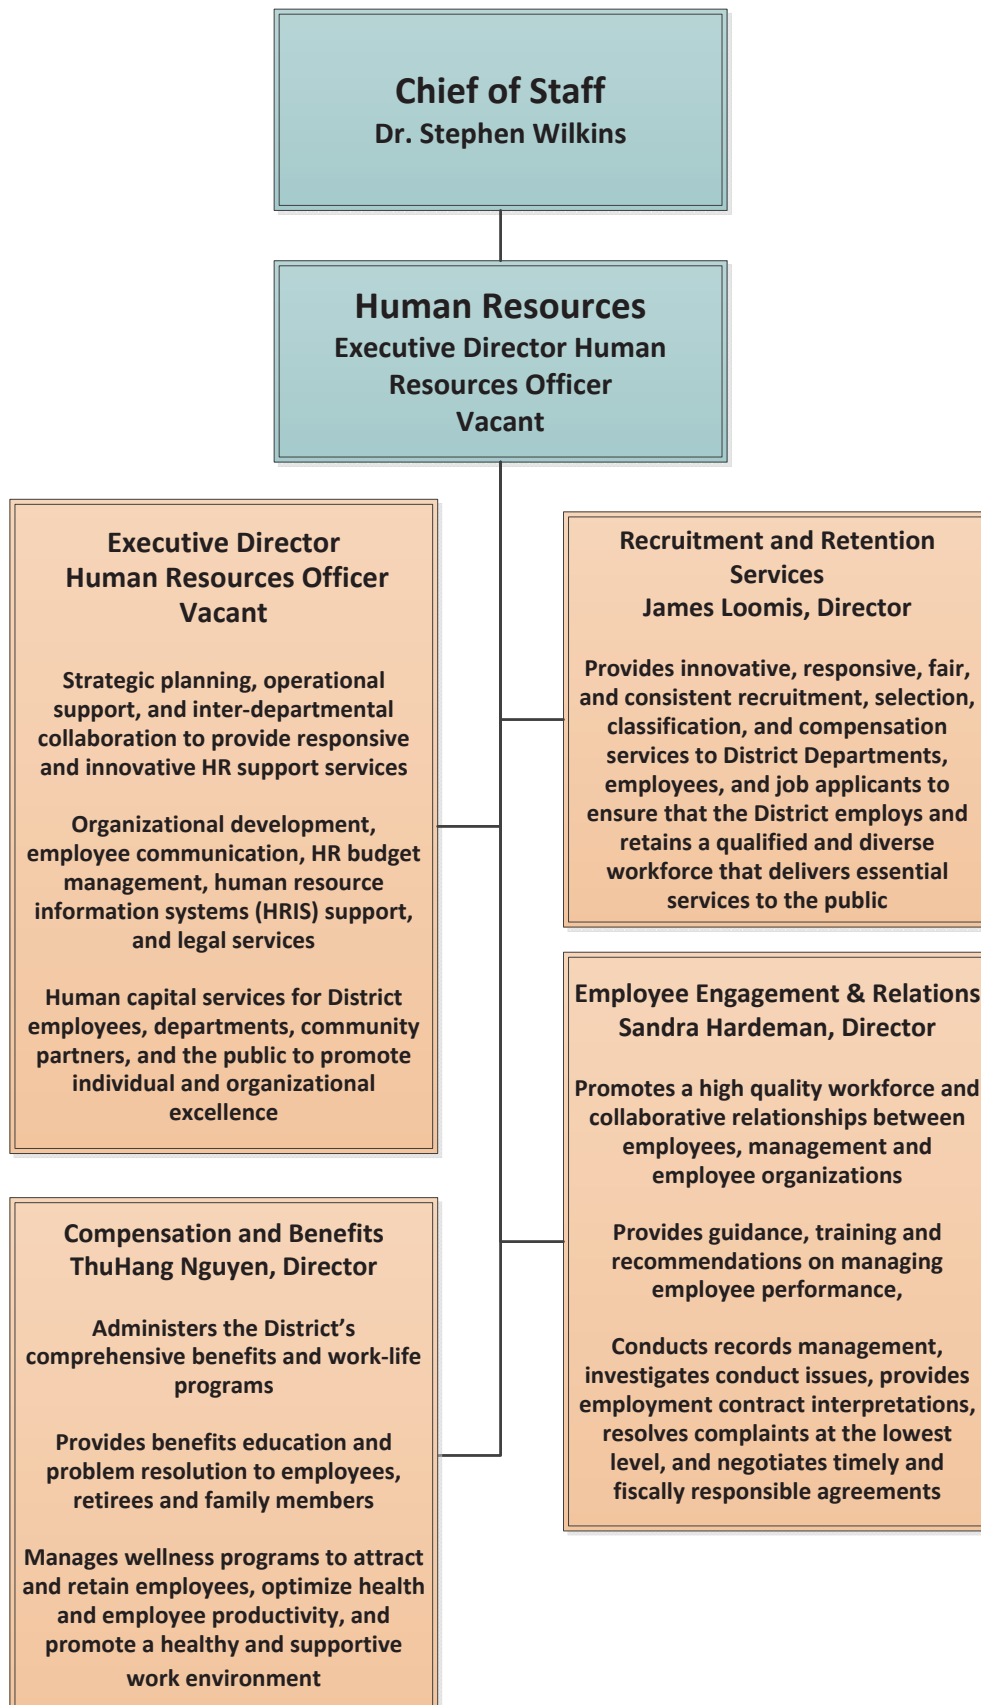 Chief of Staff
Dr. Stephen Wilkins
Human Resources
Executive Director Human
Resources Officer
Vacant
Executive Director
Human Resources Officer
Vacant
Strategic planning, operational
support, and inter-departmental
collaboration to provide responsive
and innovative HR support services
Organizational development,
employee communication, HR budget
management, human resource
information systems (HRIS) support,
and legal services
Human capital services for District
employees, departments, community
partners, and the public to promote
individual and organizational
excellence
Recruitment and Retention
Services
James Loomis, Director
Provides innovative, responsive, fair,
and consistent recruitment, selection,
classification, and compensation
services to District Departments,
employees, and job applicants to
ensure that the District employs and
retains a qualified and diverse
workforce that delivers essential
services to the public
Employee Engagement & Relations
Sandra Hardeman, Director
Promotes a high quality workforce and
collaborative relationships between
employees, management and
employee organizations
Provides guidance, training and
recommendations on managing
employee performance,
Conducts records management,
investigates conduct issues, provides
employment contract interpretations,
resolves complaints at the lowest
level, and negotiates timely and
fiscally responsible agreements
Compensation and Benefits
ThuHang Nguyen, Director
Administers the District’s
comprehensive benefits and work-life
programs
Provides benefits education and
problem resolution to employees,
retirees and family members
Manages wellness programs to attract
and retain employees, optimize health
and employee productivity, and
promote a healthy and supportive
work environment